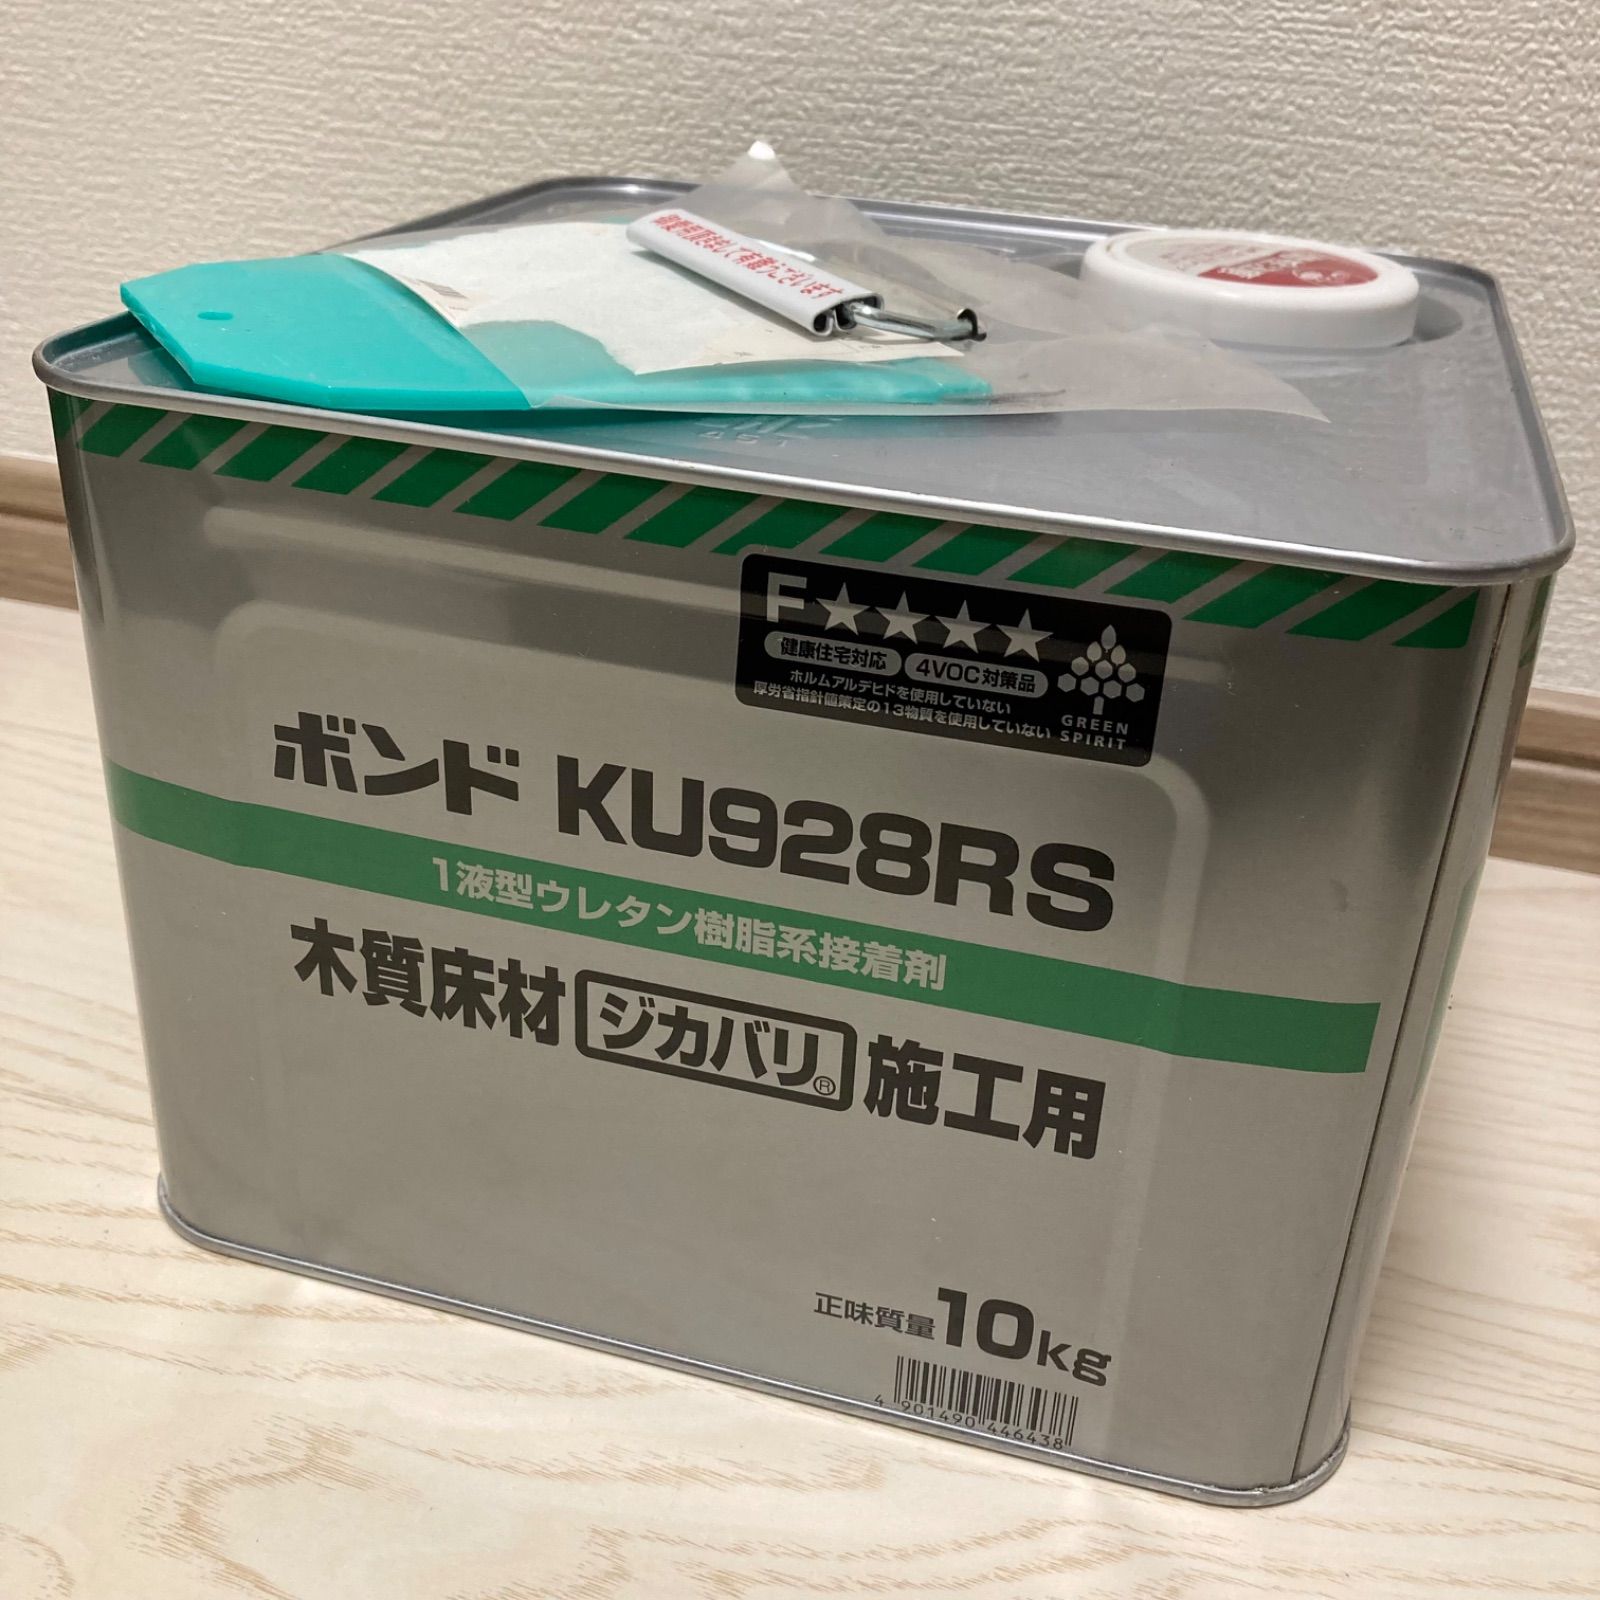 F★★★★
健康住宅対応 4VOC対策品
ホルムアルデヒドを使用していない
厚労省指針値策定の13物質を使用していない
GREEN
SPIRIT
ボンド KU928RS
1液型ウレタン樹脂系接着剤
木質床材ジカバリ®施工用
正味質量10kg
4 901490 446438